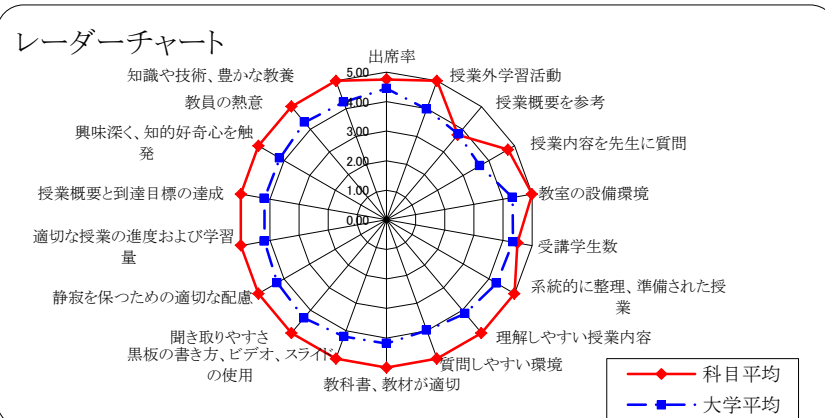 レーダーチャート
出席率
授業外学習活動
授業概要を参考
授業内容を先生に質問
教室の設備環境
受講学生数
系統的に整理、準備された授
業
理解しやすい授業内容
質問しやすい環境
教科書、教材が適切
黒板の書き方、ビデオ、スライド
の使用
聞き取りやすさ
静寂を保つための適切な配慮
適切な授業の進度および学習
量
授業概要と到達目標の達成
興味深く、知的好奇心を触
発
教員の熱意
知識や技術、豊かな教養
5.00
4.00
3.00
2.00
1.00
0.00
科目平均
大学平均